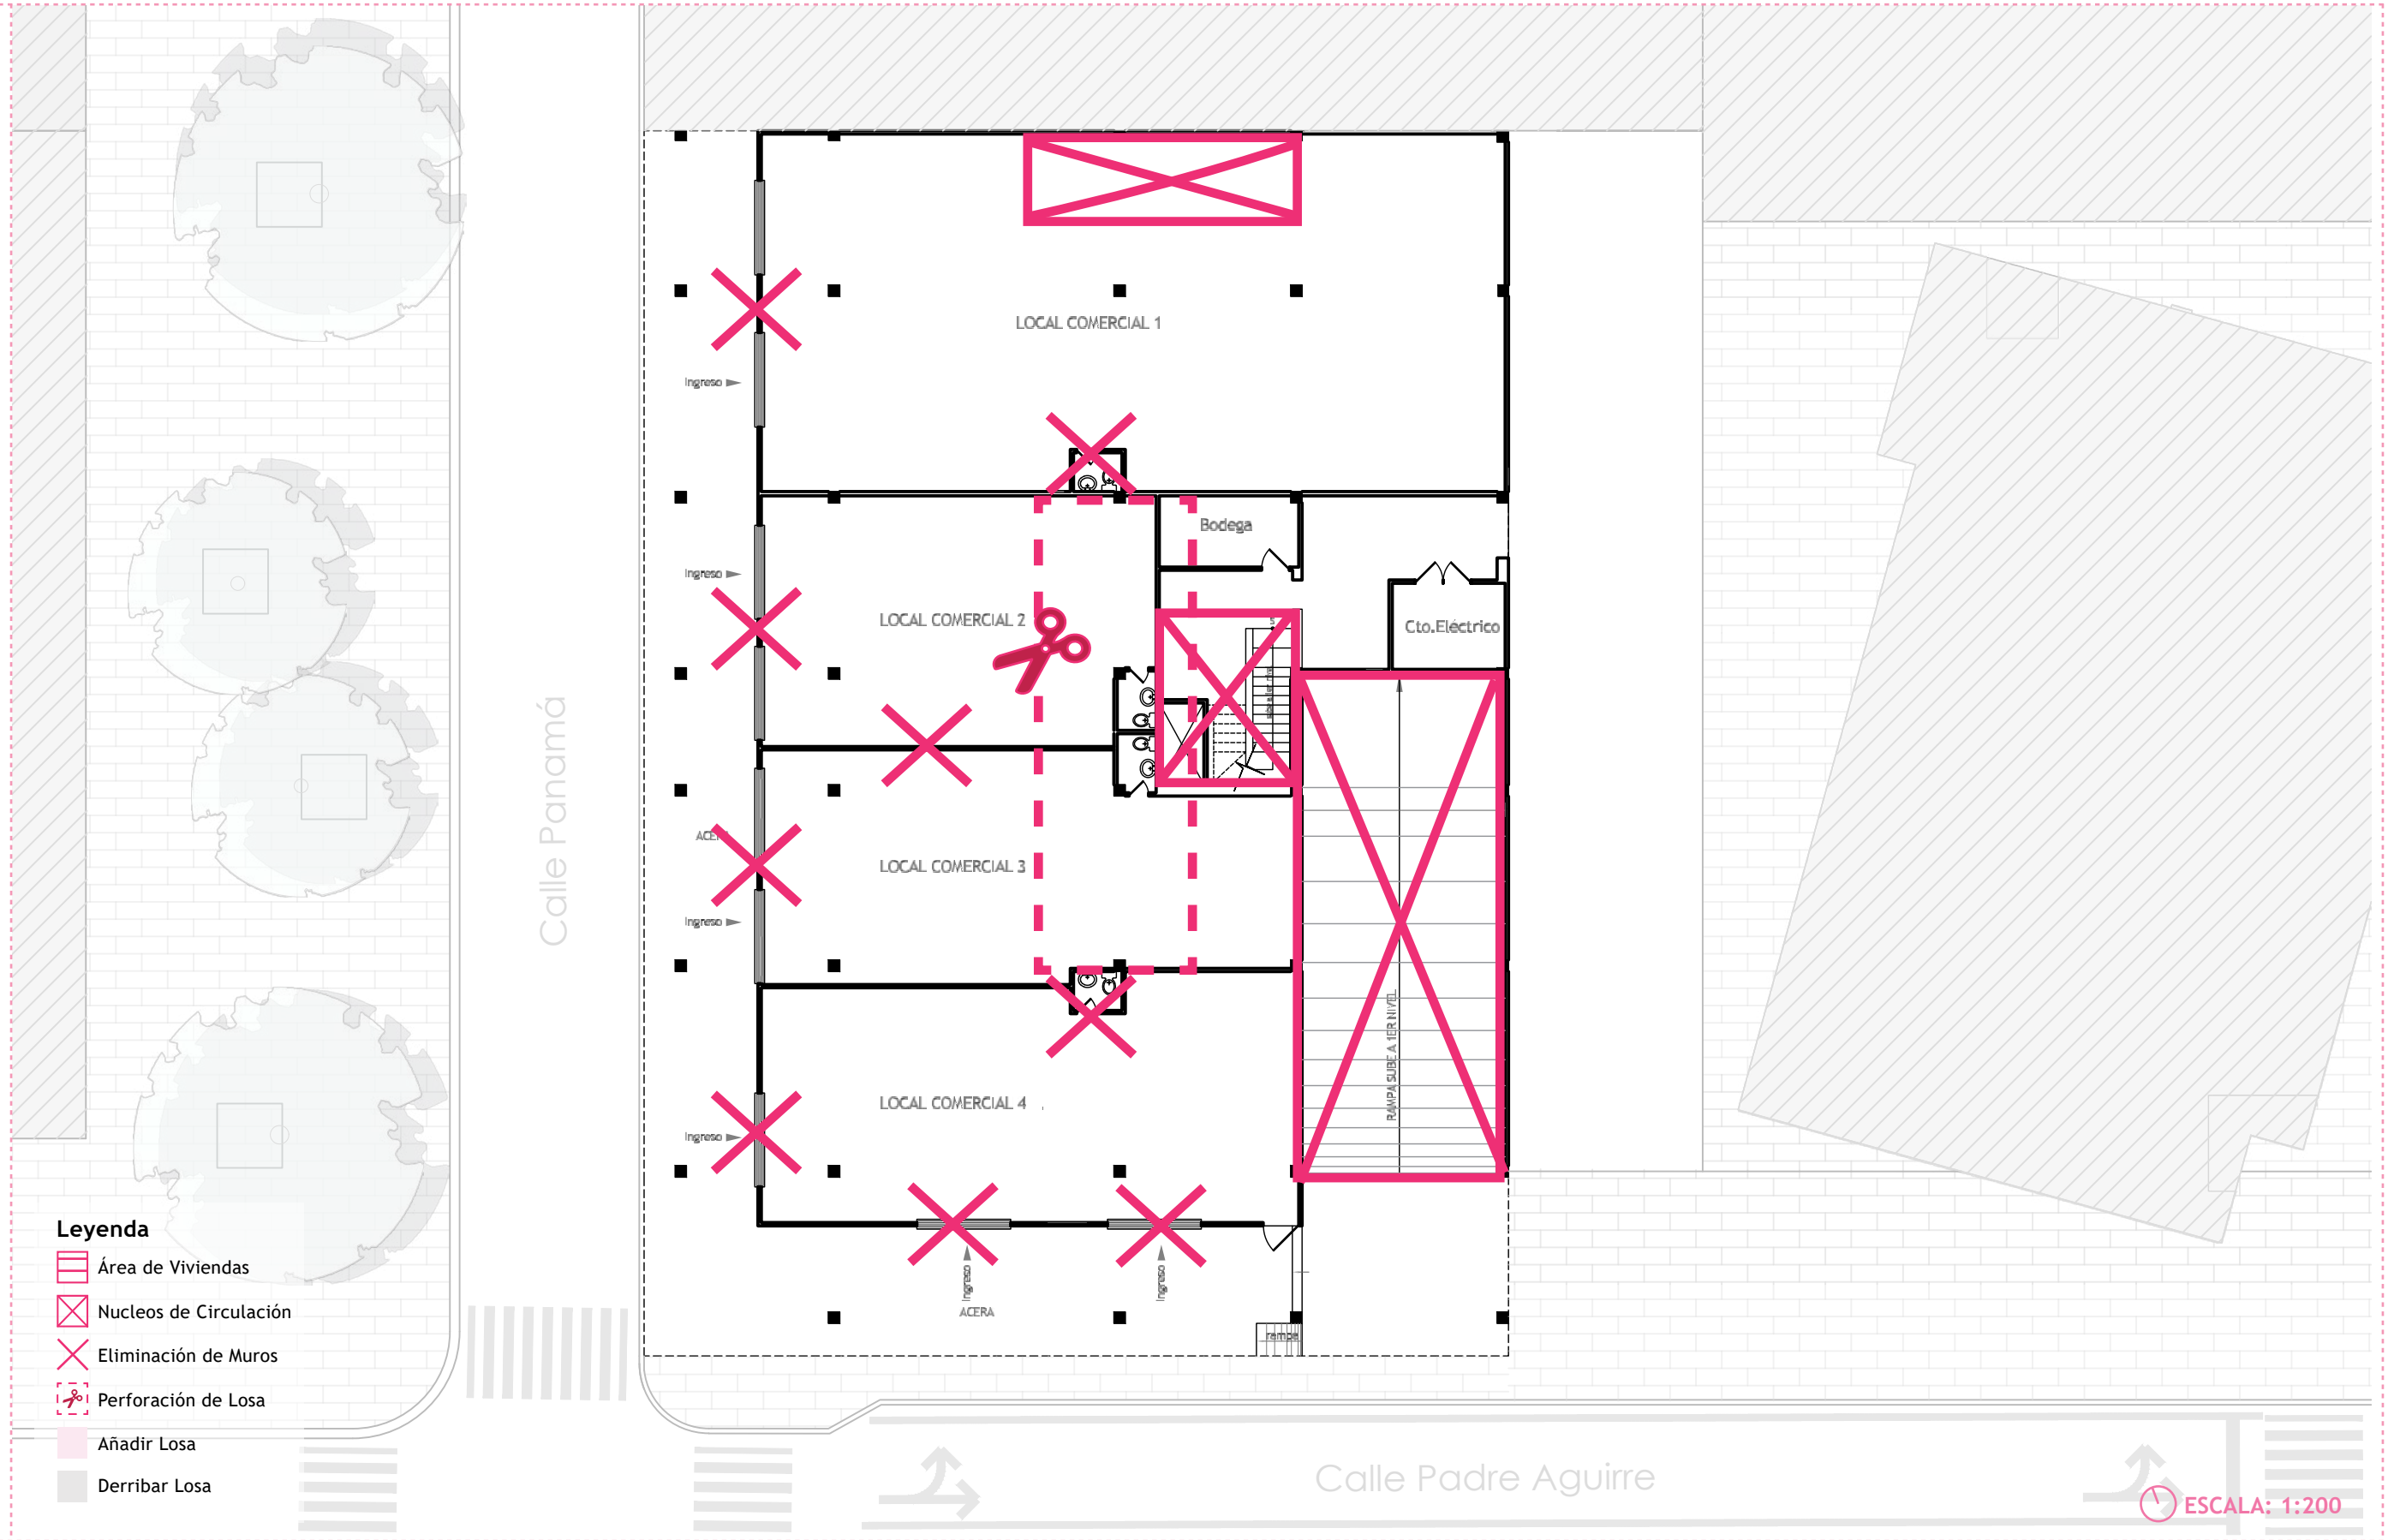 LOCAL COMERCIAL 1
Ingreso
Bodega
Ingreso
LOCAL COMERCIAL 2
Cto.Eléctrico
Calle Panamá
LOCAL COMERCIAL 3
Ingreso
RAMPA SUBE A 1ER NIVEL
LOCAL COMERCIAL 4
Ingreso
Ingreso
Ingreso
ACERA
rampa
Leyenda
Área de Viviendas
Nucleos de Circulación
Eliminación de Muros
Perforación de Losa
Añadir Losa
Derribar Losa
Calle Padre Aguirre
ESCALA: 1:200